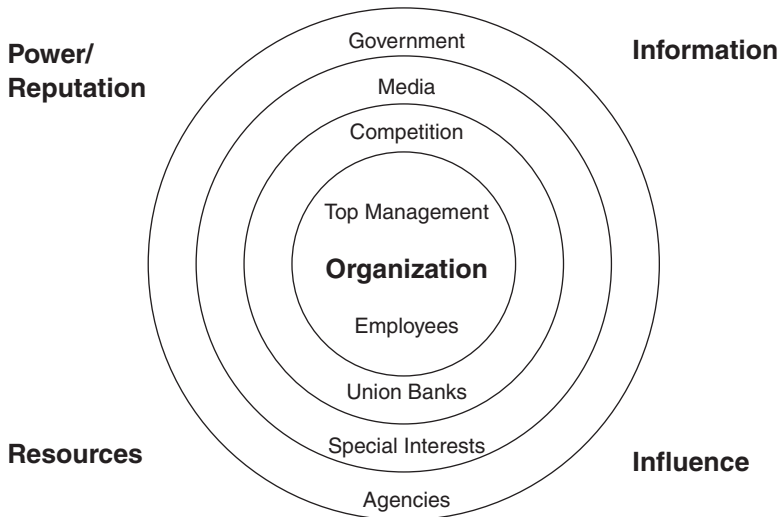 Power/
Reputation
Information
Government
Media
Competition
Top Management
Organization
Employees
Union Banks
Special Interests
Agencies
Resources
Influence